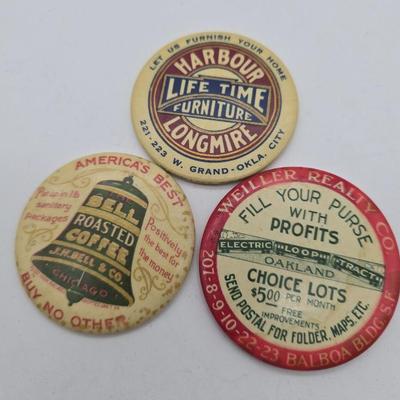 LET US FURNISH YOUR HOME
HARBOUR
LIFE TIME
FURNITURE
LONGMIRE
221-223 W. GRAND-OKLA. CITY
AMERICA'S BEST
Put up in 1 lb
sanitary
packages
BELL
ROASTED
COFFEE
J.H. BELL & CO.
CHICAGO
Positively
the best for
the money
BUY NO OTHER
WEILLER REALTY CO.
FILL YOUR PURSE
WITH
PROFITS
ELECTRIC LOOP TRACT
OAKLAND
CHOICE LOTS
$5.00 PER MONTH
FREE
IMPROVEMENTS
SEND POSTAL FOR FOLDER, MAPS, ETC.
207-8-9-10-22-23 BALBOA BLDG. S.F.